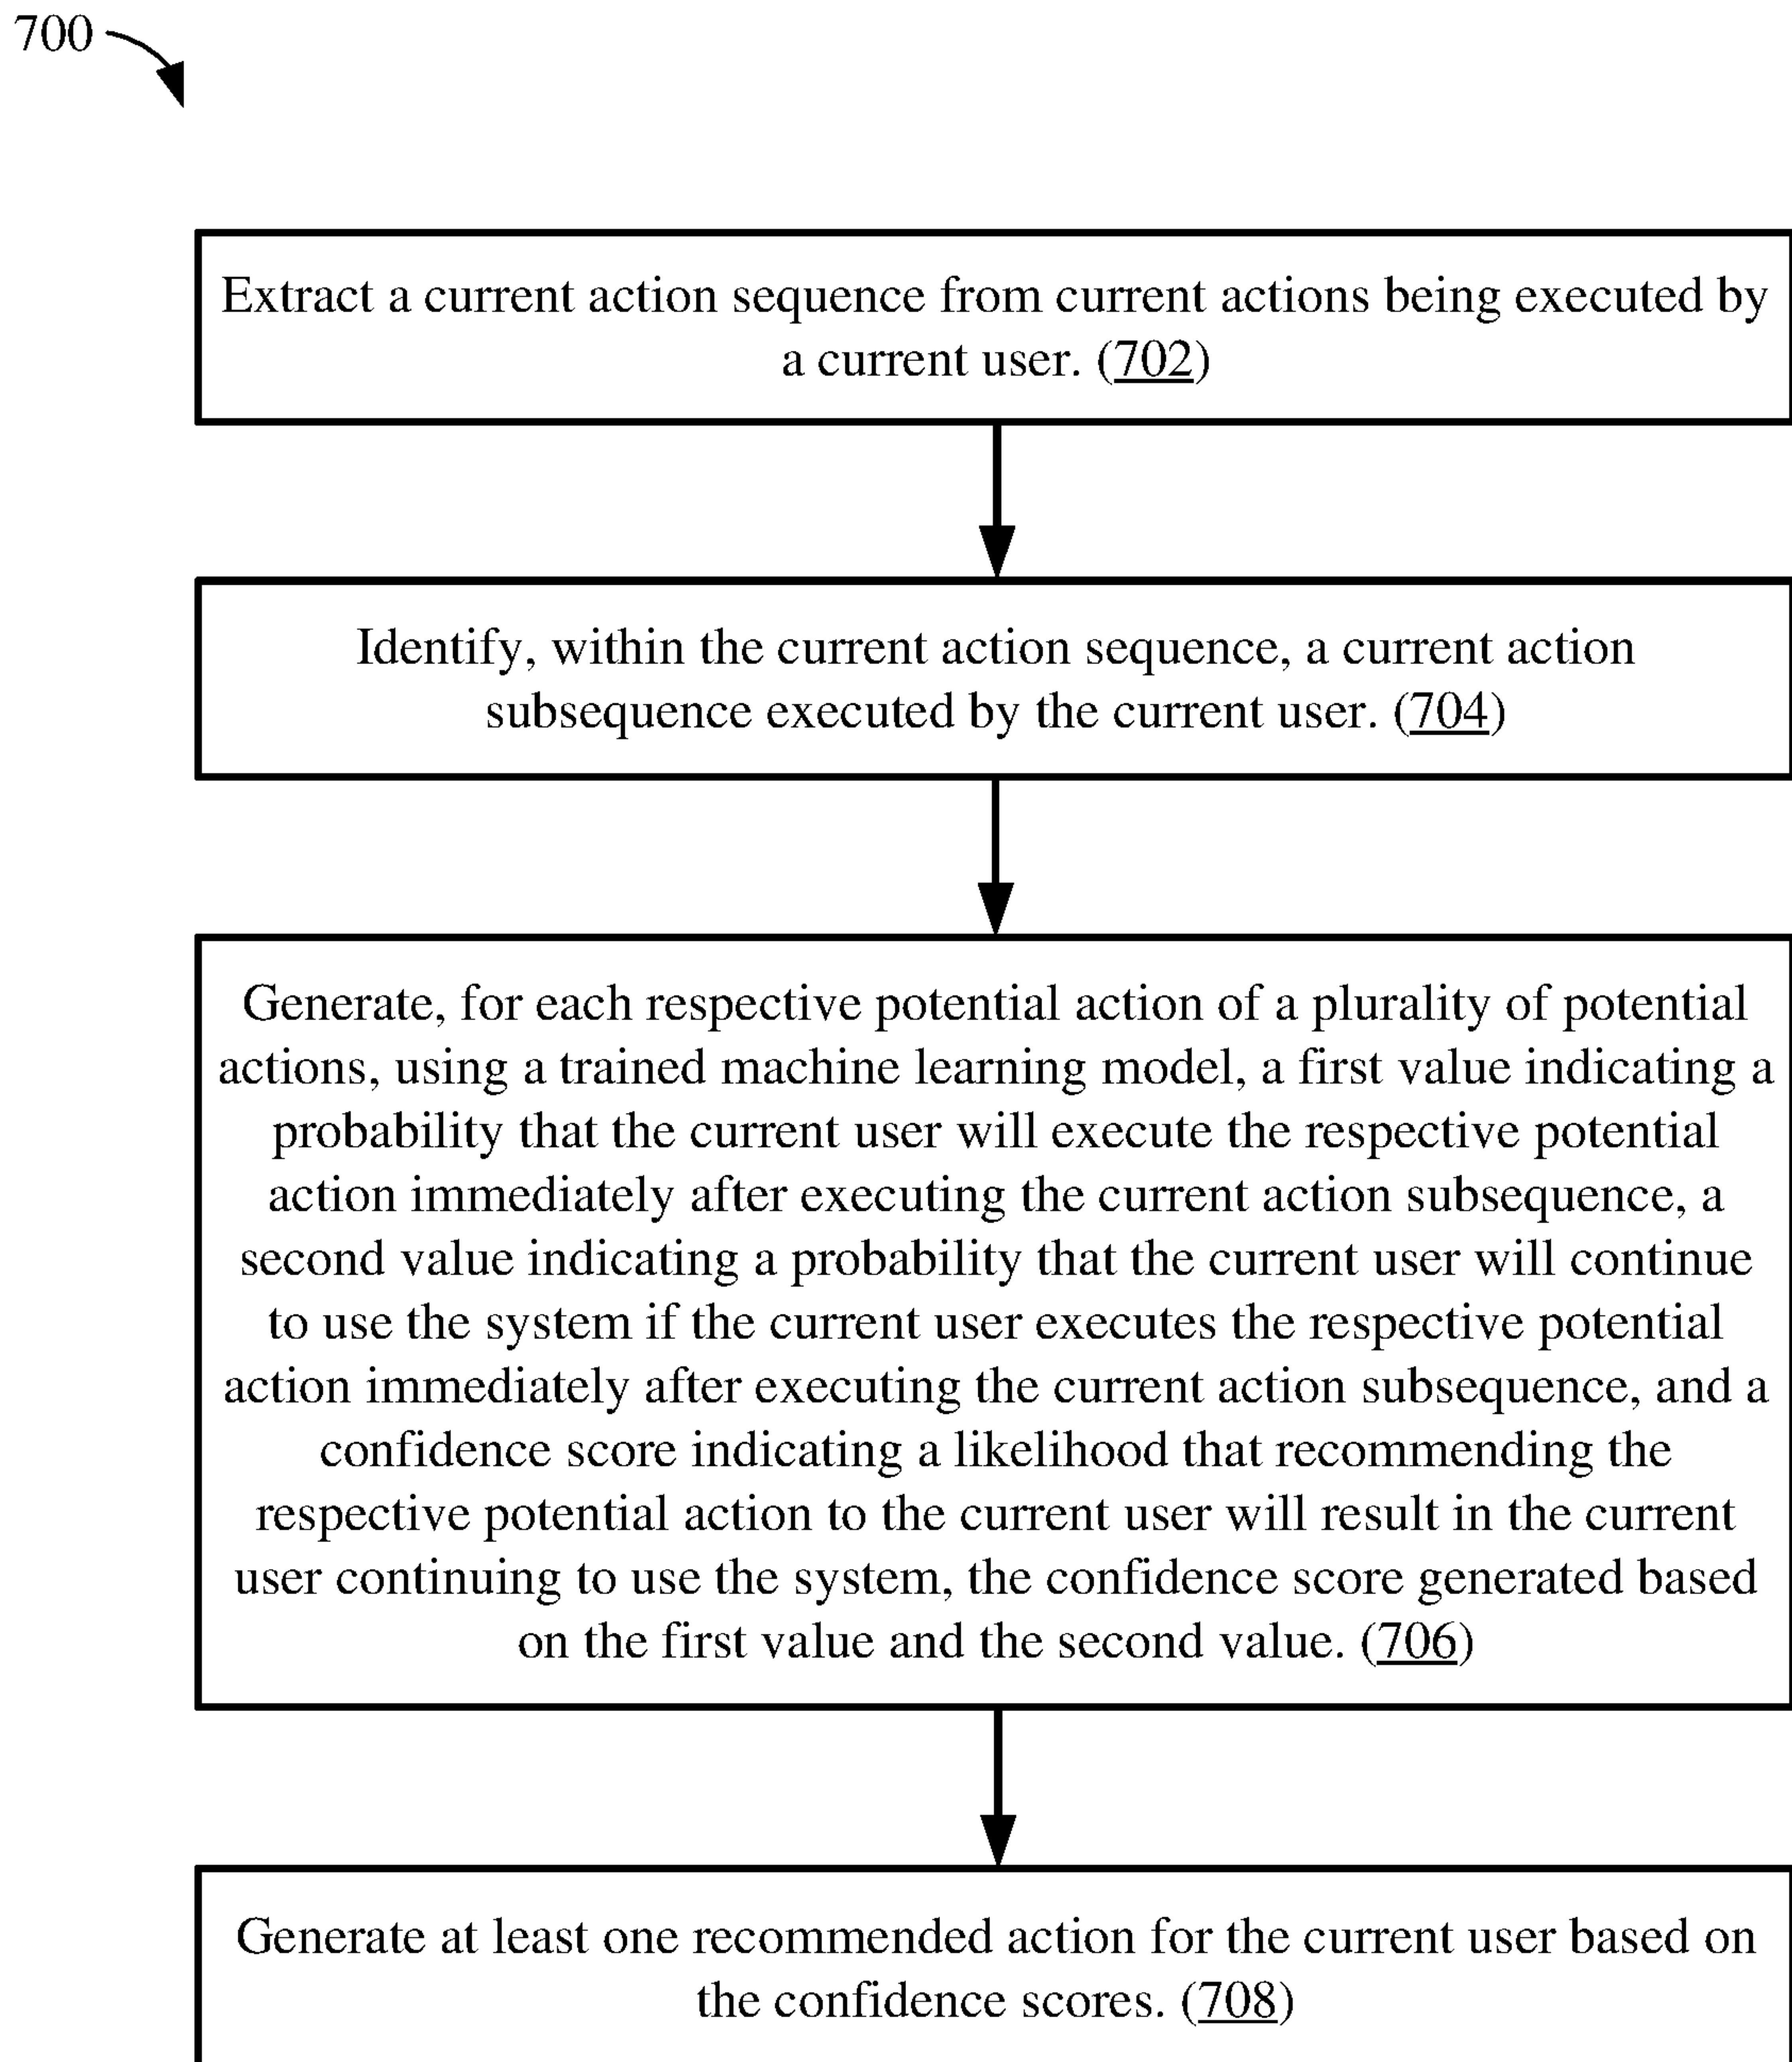 700
Extract a current action sequence from current actions being executed by
a current user. (702)
Identify, within the current action sequence, a current action
subsequence executed by the current user. (704)
Generate, for each respective potential action of a plurality of potential
actions, using a trained machine learning model, a first value indicating a
probability that the current user will execute the respective potential
action immediately after executing the current action subsequence, a
second value indicating a probability that the current user will continue
to use the system if the current user executes the respective potential
action immediately after executing the current action subsequence, and a
confidence score indicating a likelihood that recommending the
respective potential action to the current user will result in the current
user continuing to use the system, the confidence score generated based
on the first value and the second value. (706)
Generate at least one recommended action for the current user based on
the confidence scores. (708)